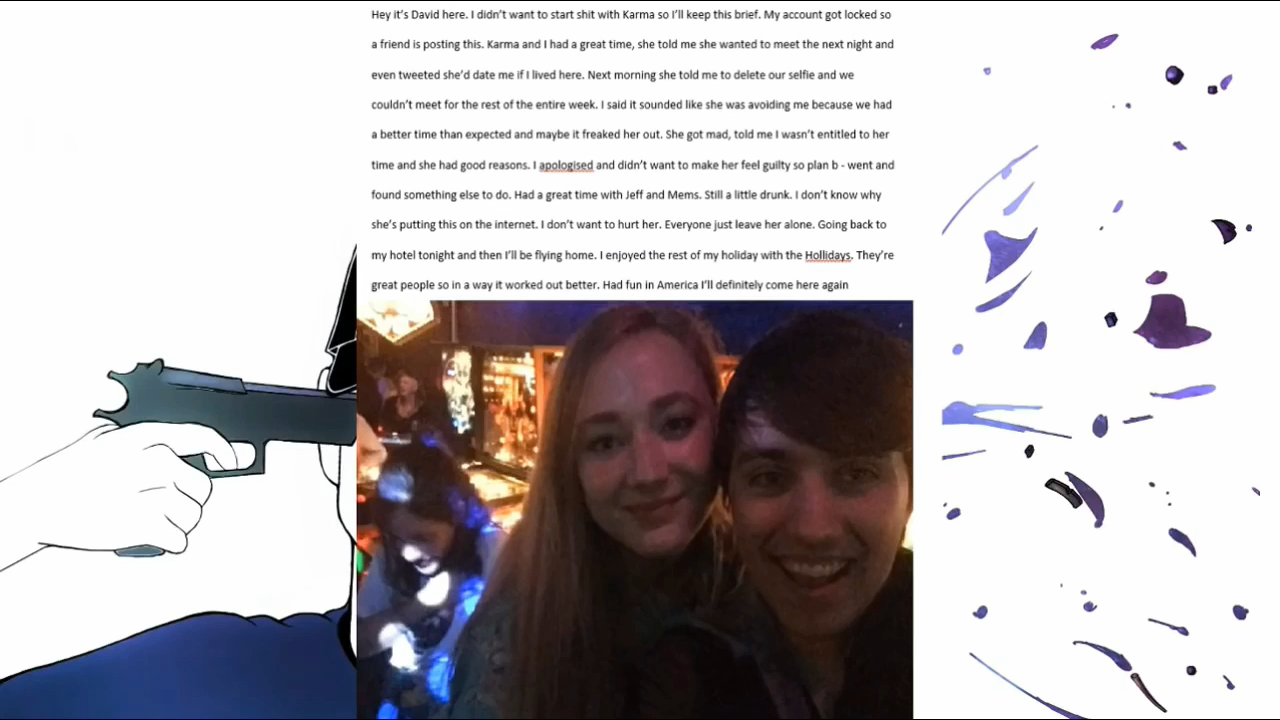 Hey it's David here. I didn't want to start shit with Karma so I'll keep this brief. My account got locked so
a friend is posting this. Karma and I had a great time, she told me she wanted to meet the next night and
even tweeted she'd date me if I lived here. Next morning she told me to delete our selfie and we
couldn't meet for the rest of the entire week. I said it sounded like she was avoiding me because we had
a better time than expected and maybe it freaked her out. She got mad, told me I wasn't entitled to her
time and she had good reasons. I apologised and didn't want to make her feel guilty so plan b - went and
found something else to do. Had a great time with Jeff and Mems. Still a little drunk. I don't know why
she's putting this on the internet. I don't want to hurt her. Everyone just leave her alone. Going back to
my hotel tonight and then I'll be flying home. I enjoyed the rest of my holiday with the Hollidays. They're
great people so in a way it worked out better. Had fun in America I'll definitely come here again